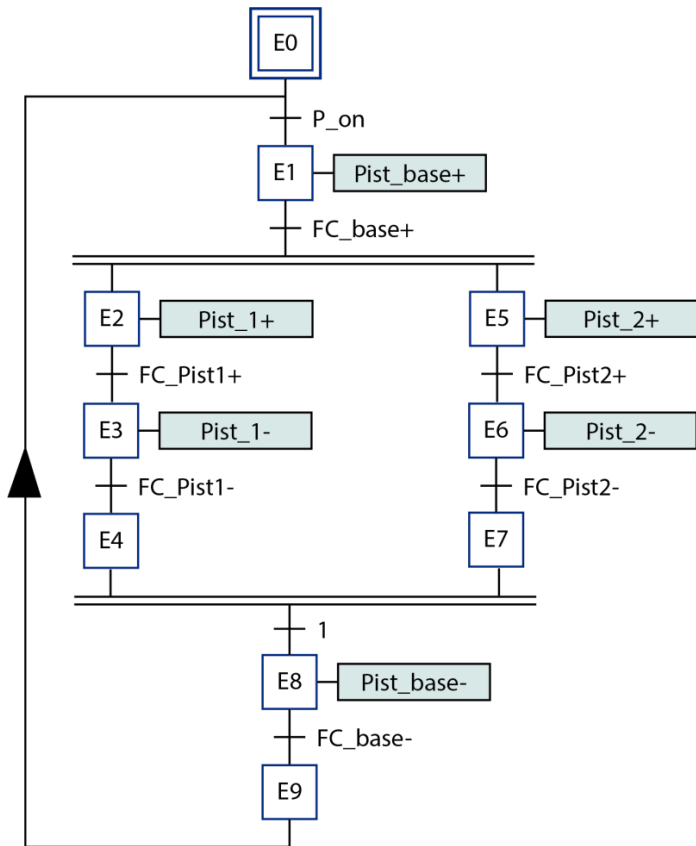 E0
P_on
E1 Pist_base+
FC_base+
E2 Pist_1+ E5 Pist_2+
FC_Pist1+ FC_Pist2+
E3 Pist_1- E6 Pist_2-
FC_Pist1- FC_Pist2-
E4 E7
1
E8 Pist_base-
FC_base-
E9